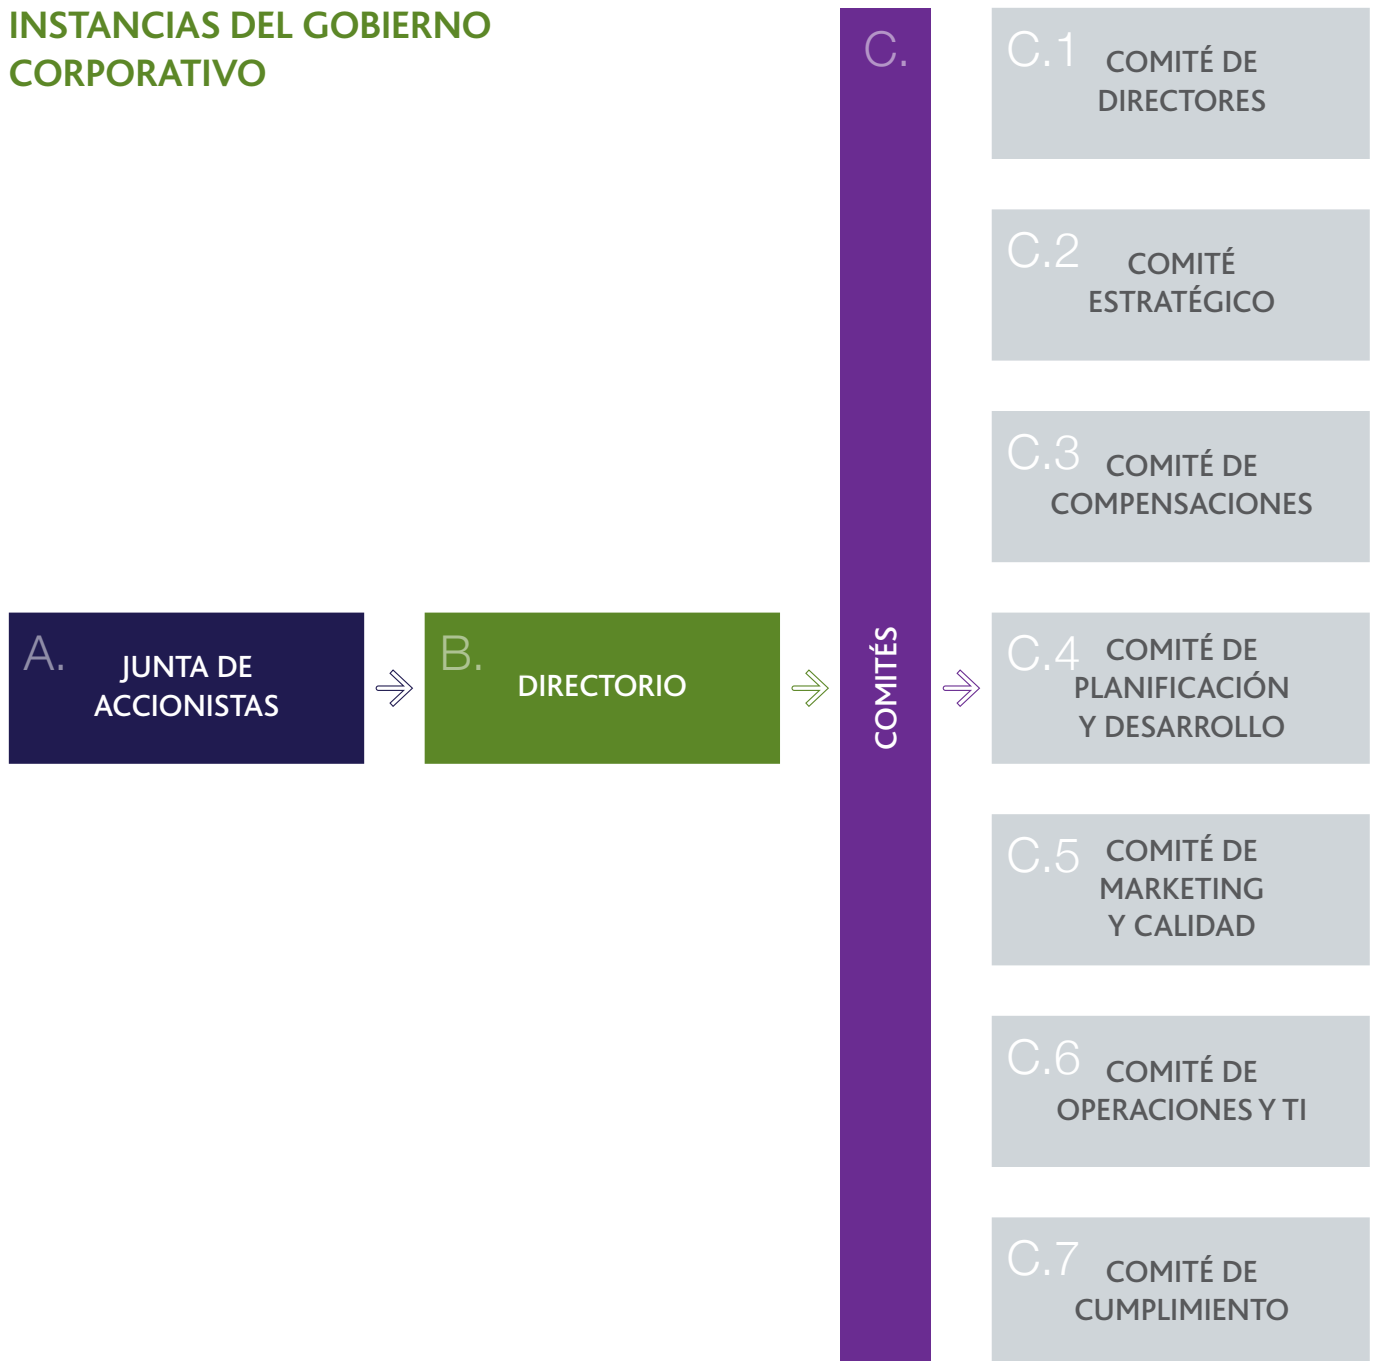 INSTANCIAS DEL GOBIERNO
CORPORATIVO
A.
JUNTA DE
ACCIONISTAS
B.
DIRECTORIO
C.
COMITÉS
C.1
COMITÉ DE
DIRECTORES
C.2
COMITÉ
ESTRATÉGICO
C.3
COMITÉ DE
COMPENSACIONES
C.4
COMITÉ DE
PLANIFICACIÓN
Y DESARROLLO
C.5
COMITÉ DE
MARKETING
Y CALIDAD
C.6
COMITÉ DE
OPERACIONES Y TI
C.7
COMITÉ DE
CUMPLIMIENTO